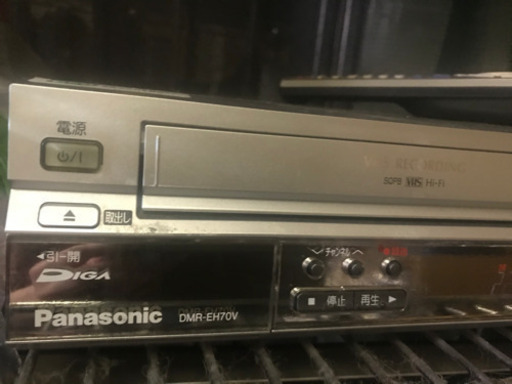 電源
⏻/|
RECORDING
SQPB VHS Hi-Fi
▲ 取出し
◀引-開
DIGA
チャンネル
Panasonic
DMR-EH70V
■ 停止
再生 ▶